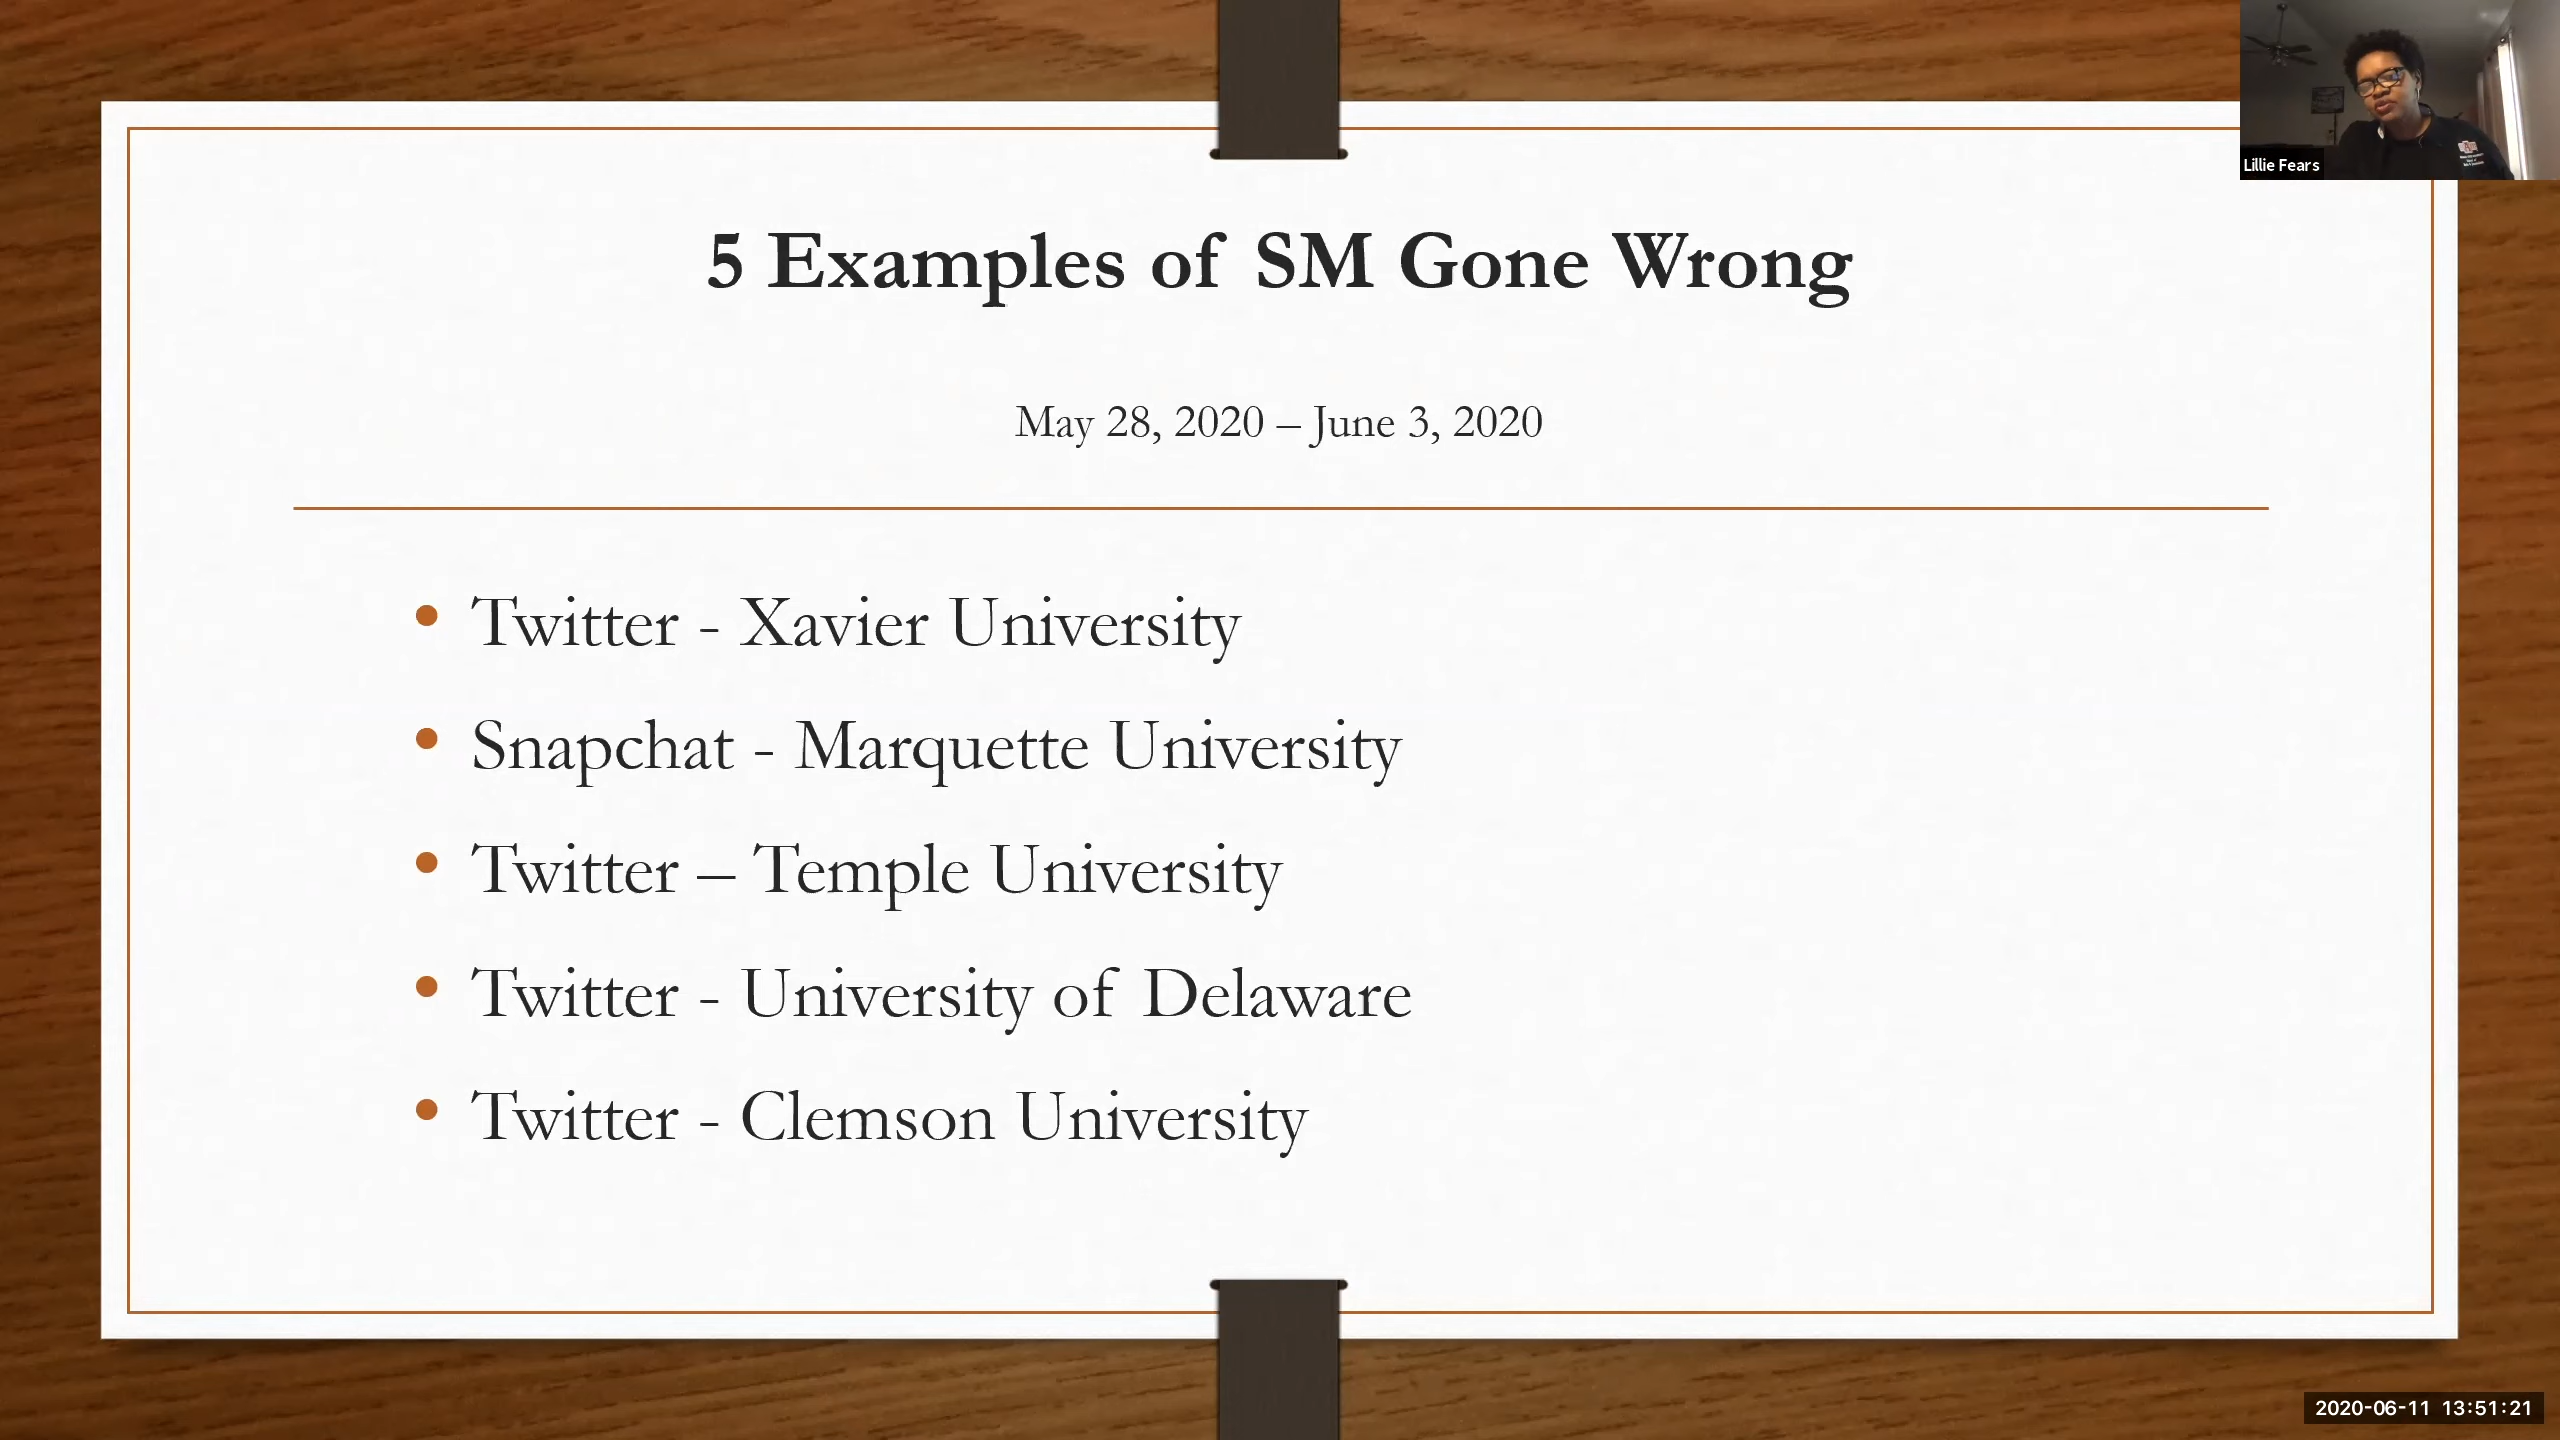 5 Examples of SM Gone Wrong
May 28, 2020 – June 3, 2020
• Twitter - Xavier University
• Snapchat - Marquette University
• Twitter – Temple University
• Twitter - University of Delaware
• Twitter - Clemson University
Lillie Fears
2020-06-11 13:51:21